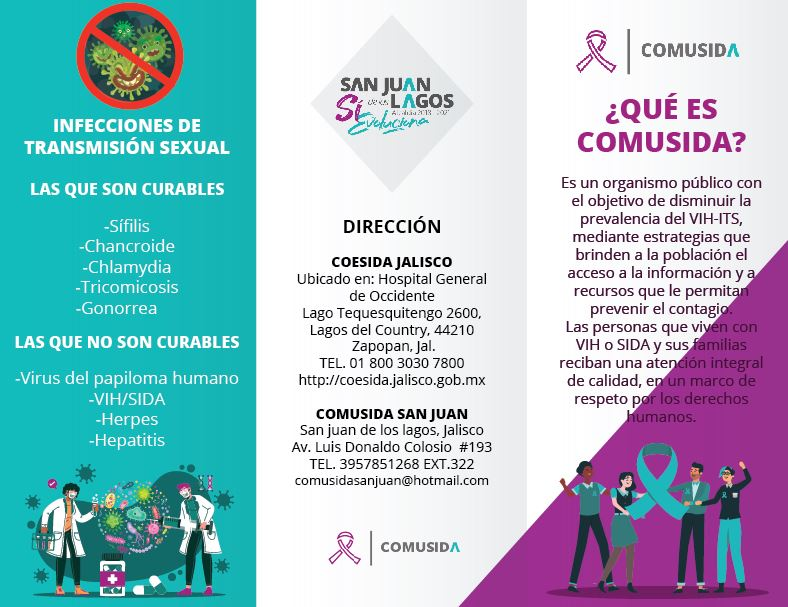 INFECCIONES DE
TRANSMISIÓN SEXUAL
LAS QUE SON CURABLES
-Sífilis
-Chancroide
-Chlamydia
-Tricomicosis
-Gonorrea
LAS QUE NO SON CURABLES
-Virus del papiloma humano
-VIH/SIDA
-Herpes
-Hepatitis
SAN JUAN
de los LAGOS
Sí Alcaldía 2018 - 2021
Evoluciona
DIRECCIÓN
COESIDA JALISCO
Ubicado en: Hospital General
de Occidente
Lago Tequesquitengo 2600,
Lagos del Country, 44210
Zapopan, Jal.
TEL. 01 800 3030 7800
http://coesida.jalisco.gob.mx
COMUSIDA SAN JUAN
San juan de los lagos, Jalisco
Av. Luis Donaldo Colosio #193
TEL. 3957851268 EXT.322
comusidasanjuan@hotmail.com
COMUSIDA
COMUSIDA
¿QUÉ ES
COMUSIDA?
Es un organismo público con
el objetivo de disminuir la
prevalencia del VIH-ITS,
mediante estrategias que
brinden a la población el
acceso a la información y a
recursos que le permitan
prevenir el contagio.
Las personas que viven con
VIH o SIDA y sus familias
reciban una atención integral
de calidad, en un marco de
respeto por los derechos
humanos.